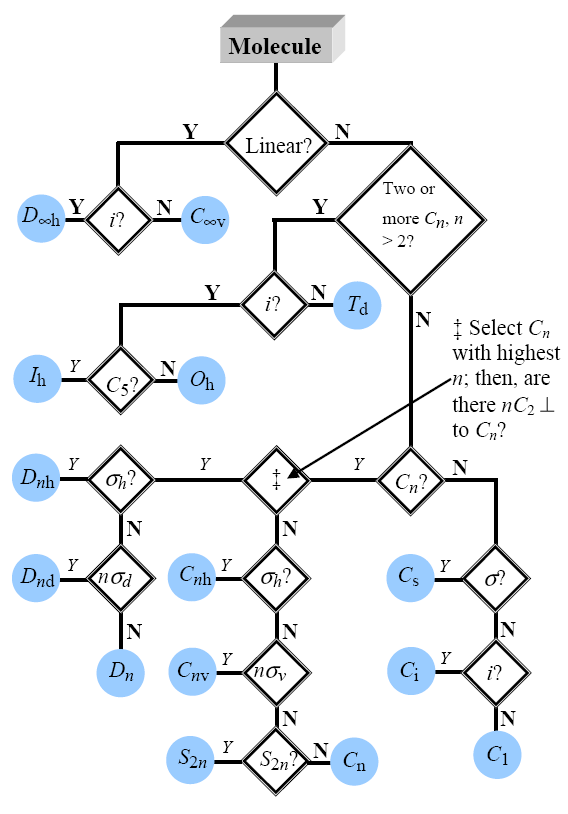 Molecule
Y
N
Linear?
Two or
more Cn, n
> 2?
D∞h
Y
i?
N
C∞v
Y
Y
i?
N
Td
N
‡ Select Cn
with highest
n; then, are
there nC2 ⊥
to Cn?
Ih
Y
C5?
N
Oh
Dnh
Y
σh?
Y
‡
Y
Cn?
N
N
N
Dnd
Y
nσd
Cnh
Y
σh?
Cs
Y
σ?
N
N
N
Dn
Cnv
Y
nσv
Ci
Y
i?
N
N
S2n
Y
S2n?
N
Cn
C1